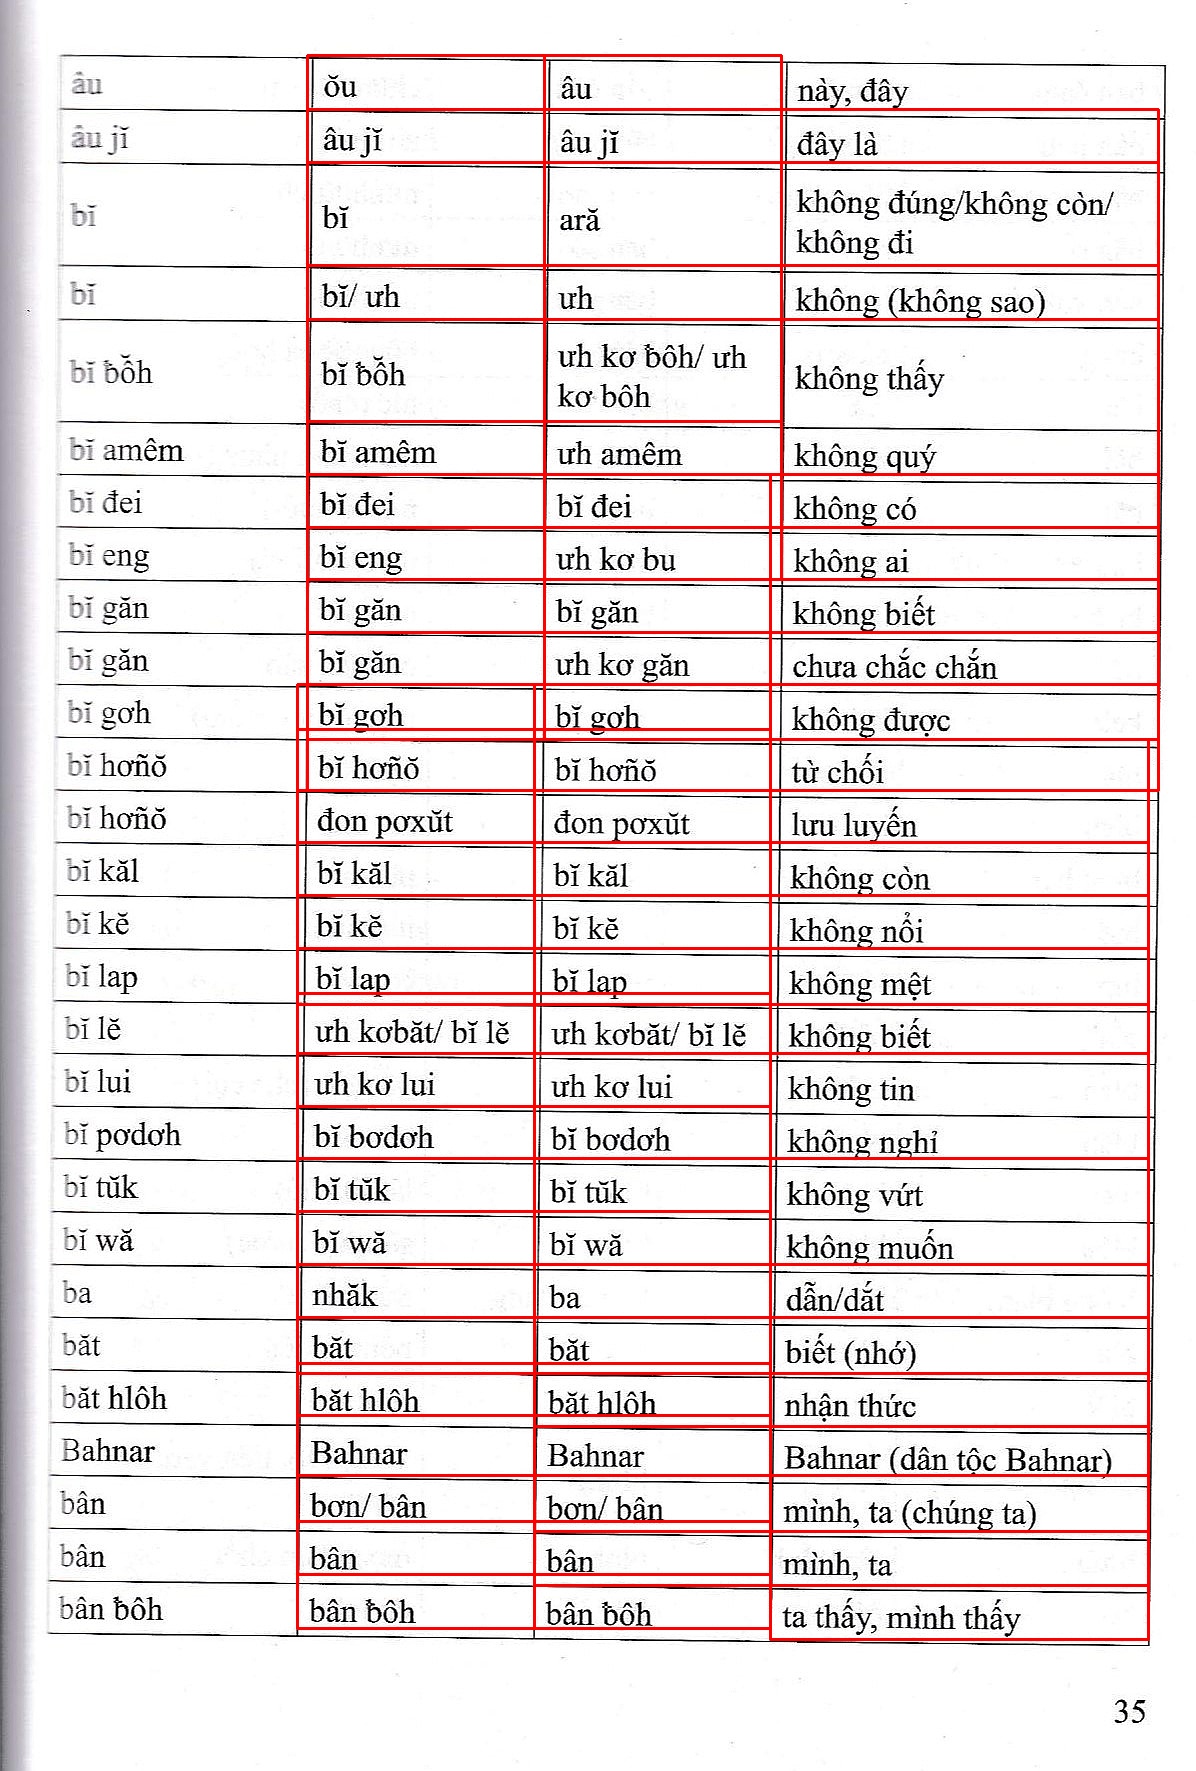 âu ŏu âu này, đây
âu jĭ âu jĭ âu jĭ đây là
bĭ bĭ ară không đúng/không còn/
không đi
bĭ bĭ/ ưh ưh không (không sao)
bĭ ƀô̆h bĭ ƀô̆h ưh kơ ƀôh/ ưh không thấy
kơ bôh
bĭ amêm bĭ amêm ưh amêm không quý
bĭ đei bĭ đei bĭ đei không có
bĭ eng bĭ eng ưh kơ bu không ai
bĭ găn bĭ găn bĭ găn không biết
bĭ găn bĭ găn ưh kơ găn chưa chắc chắn
bĭ gơh bĭ gơh bĭ gơh không được
bĭ hơñŏ bĭ hơñŏ bĭ hơñŏ từ chối
bĭ hơñŏ đon pơxŭt đon pơxŭt lưu luyến
bĭ kăl bĭ kăl bĭ kăl không còn
bĭ kĕ bĭ kĕ bĭ kĕ không nổi
bĭ lap bĭ lap bĭ lap không mệt
bĭ lĕ ưh kơbăt/ bĭ lĕ ưh kơbăt/ bĭ lĕ không biết
bĭ lui ưh kơ lui ưh kơ lui không tin
bĭ pơdơh bĭ bơdơh bĭ bơdơh không nghỉ
bĭ tŭk bĭ tŭk bĭ tŭk không vứt
bĭ wă bĭ wă bĭ wă không muốn
ba nhăk ba dẫn/dắt
băt băt băt biết (nhớ)
băt hlôh băt hlôh băt hlôh nhận thức
Bahnar Bahnar Bahnar Bahnar (dân tộc Bahnar)
bân bơn/ bân bơn/ bân mình, ta (chúng ta)
bân bân bân mình, ta
bân ƀôh bân ƀôh bân ƀôh ta thấy, mình thấy
35